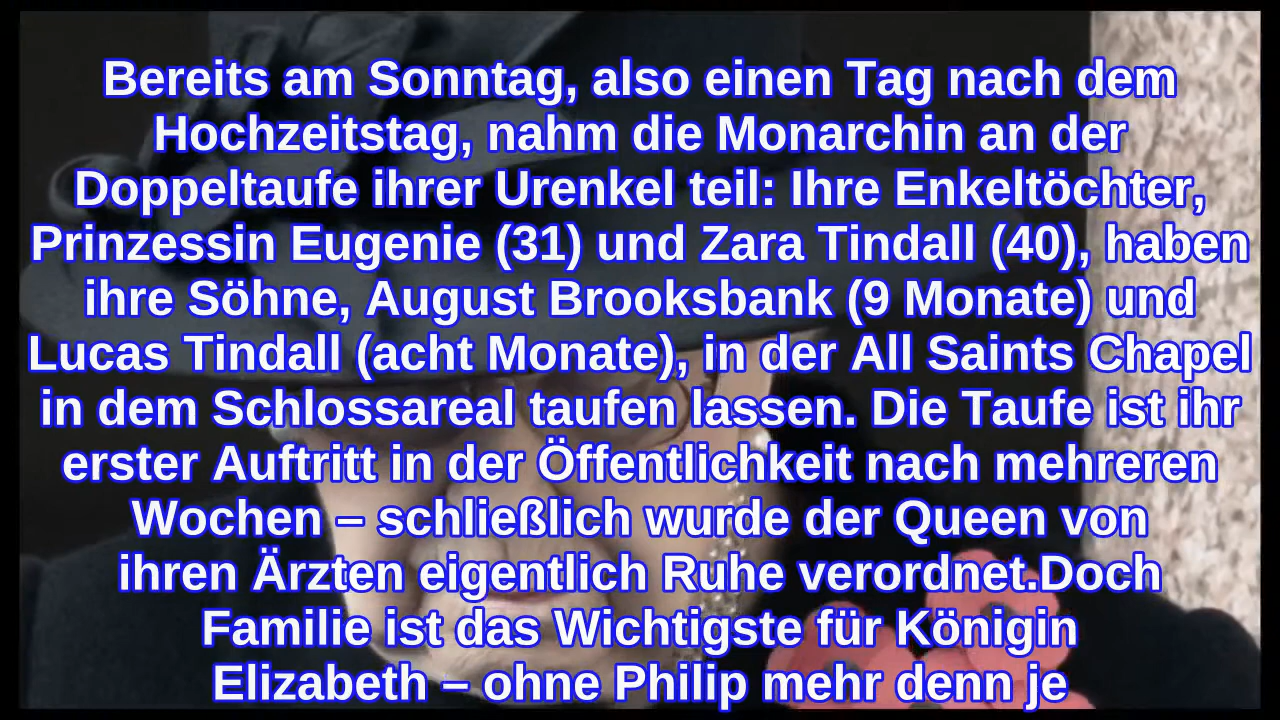 Bereits am Sonntag, also einen Tag nach dem
Hochzeitstag, nahm die Monarchin an der
Doppeltaufe ihrer Urenkel teil: Ihre Enkeltöchter,
Prinzessin Eugenie (31) und Zara Tindall (40), haben
ihre Söhne, August Brooksbank (9 Monate) und
Lucas Tindall (acht Monate), in der All Saints Chapel
in dem Schlossareal taufen lassen. Die Taufe ist ihr
erster Auftritt in der Öffentlichkeit nach mehreren
Wochen – schließlich wurde der Queen von
ihren Ärzten eigentlich Ruhe verordnet.Doch
Familie ist das Wichtigste für Königin
Elizabeth – ohne Philip mehr denn je